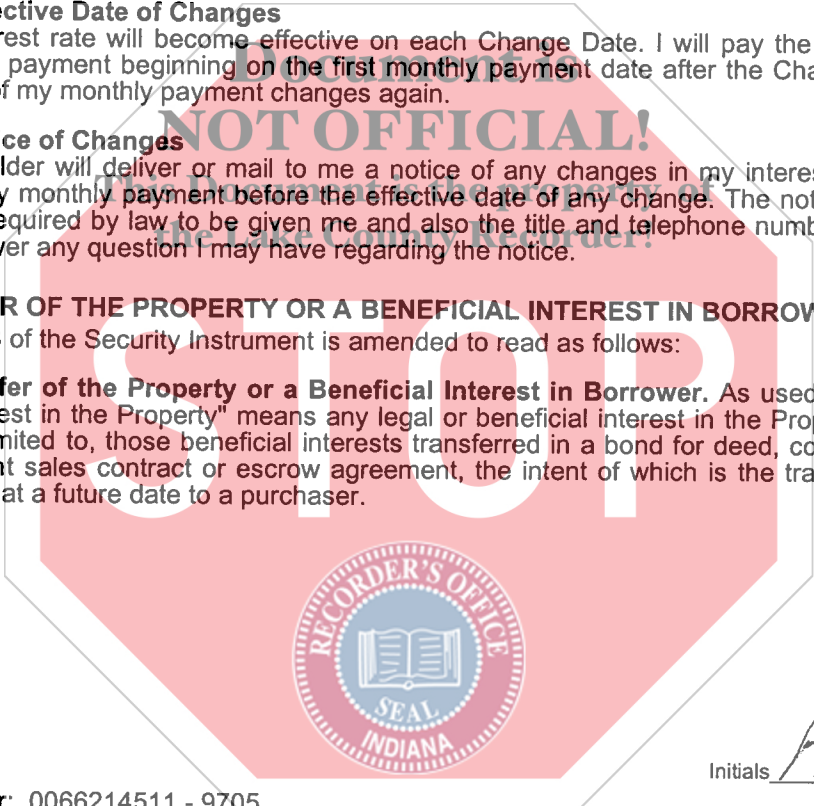 ective Date of Changes
rest rate will become effective on each Change Date. I will pay the
payment beginning on the first monthly payment date after the Cha
f my monthly payment changes again.
ce of Changes
lder will deliver or mail to me a notice of any changes in my interes
y monthly payment before the effective date of any change. The not
equired by law to be given me and also the title and telephone numb
er any question I may have regarding the notice.
R OF THE PROPERTY OR A BENEFICIAL INTEREST IN BORROW
of the Security Instrument is amended to read as follows:
fer of the Property or a Beneficial Interest in Borrower. As used
est in the Property" means any legal or beneficial interest in the Prop
mited to, those beneficial interests transferred in a bond for deed, co
t sales contract or escrow agreement, the intent of which is the tra
at a future date to a purchaser.
Document is
NOT OFFICIAL!
This Document is the property of
the Lake County Recorder!
STOP
RECORDER'S OFFICE
SEAL
INDIANA
Initials
r: 0066214511 - 9705